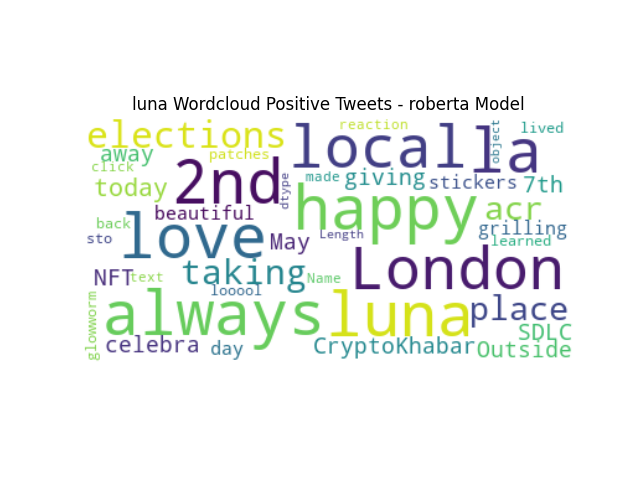 luna Wordcloud Positive Tweets - roberta Model
elections
reaction
local
la
object
lived
away
patches
click
2nd
dtype
made
giving
stickers
7th
today
happy
acr
beautiful
love
back
grilling
sto
May
Length
learned
NFT
text
taking
Name
London
looool
always
luna
place
glowworm
celebra
day
CryptoKhabar
SDLC
Outside